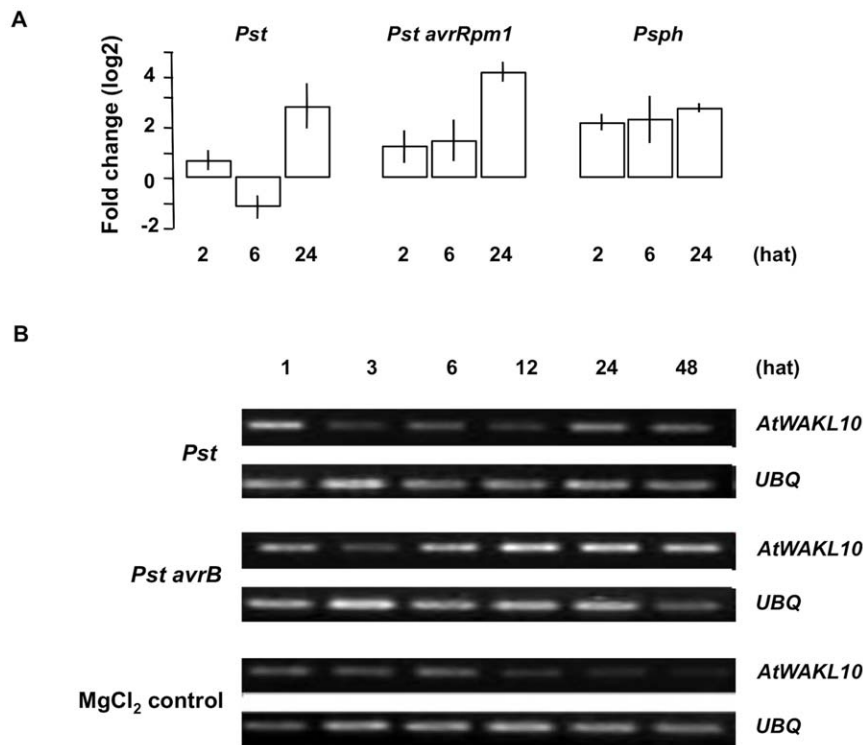 A
Pst Pst avrRpm1 Psph
Fold change (log2)
4
2
0
-2
2 6 24 2 6 24 2 6 24 (hat)
B
1 3 6 12 24 48 (hat)
AtWAKL10
Pst
UBQ
AtWAKL10
Pst avrB
UBQ
AtWAKL10
MgCl₂ control
UBQ